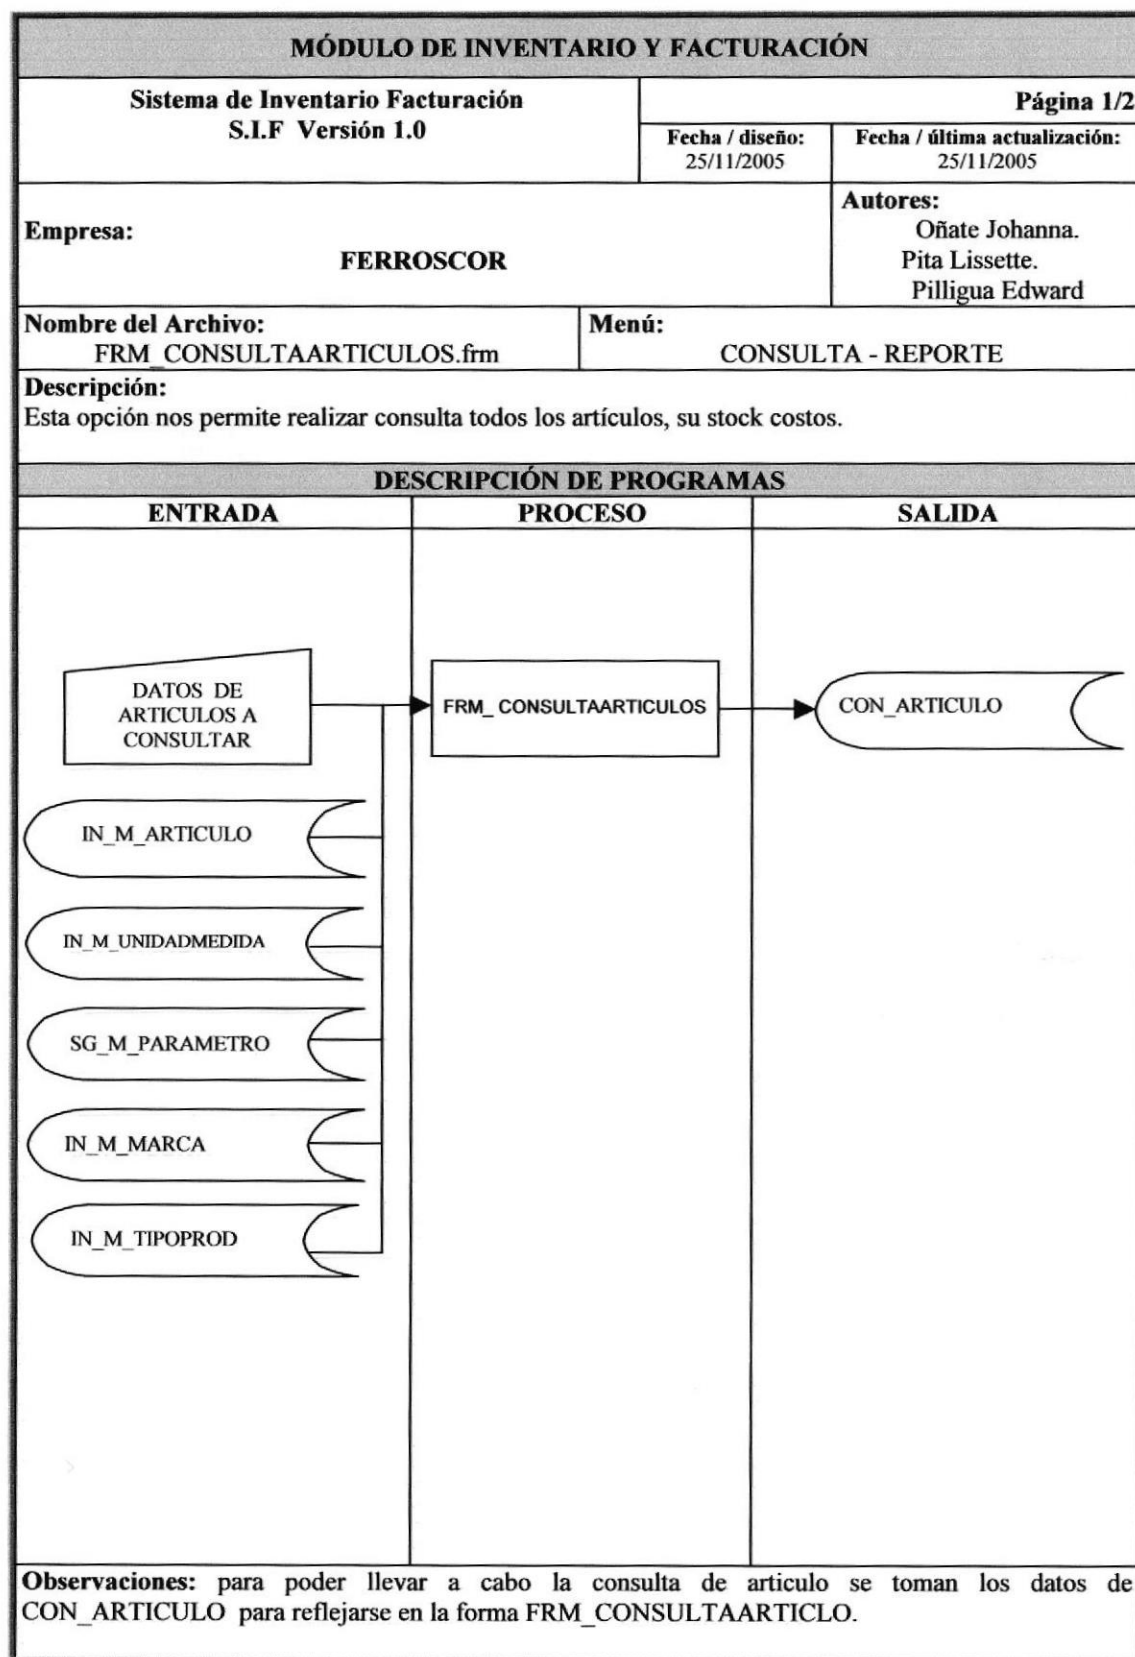 MÓDULO DE INVENTARIO Y FACTURACIÓN
Sistema de Inventario Facturación
S.I.F Versión 1.0
Página 1/2
Fecha / diseño:
25/11/2005
Fecha / última actualización:
25/11/2005
Empresa:
FERROSCOR
Autores:
Oñate Johanna.
Pita Lissette.
Pilligua Edward
Nombre del Archivo:
FRM_CONSULTAARTICULOS.frm
Menú:
CONSULTA - REPORTE
Descripción:
Esta opción nos permite realizar consulta todos los artículos, su stock costos.
DESCRIPCIÓN DE PROGRAMAS
ENTRADA
PROCESO
SALIDA
DATOS DE
ARTICULOS A
CONSULTAR
FRM_ CONSULTAARTICULOS
CON_ARTICULO
IN_M_ARTICULO
IN_M_UNIDADMEDIDA
SG_M_PARAMETRO
IN_M_MARCA
IN_M_TIPOPROD
Observaciones: para poder llevar a cabo la consulta de articulo se toman los datos de
CON_ARTICULO para reflejarse en la forma FRM_CONSULTAARTICLO.